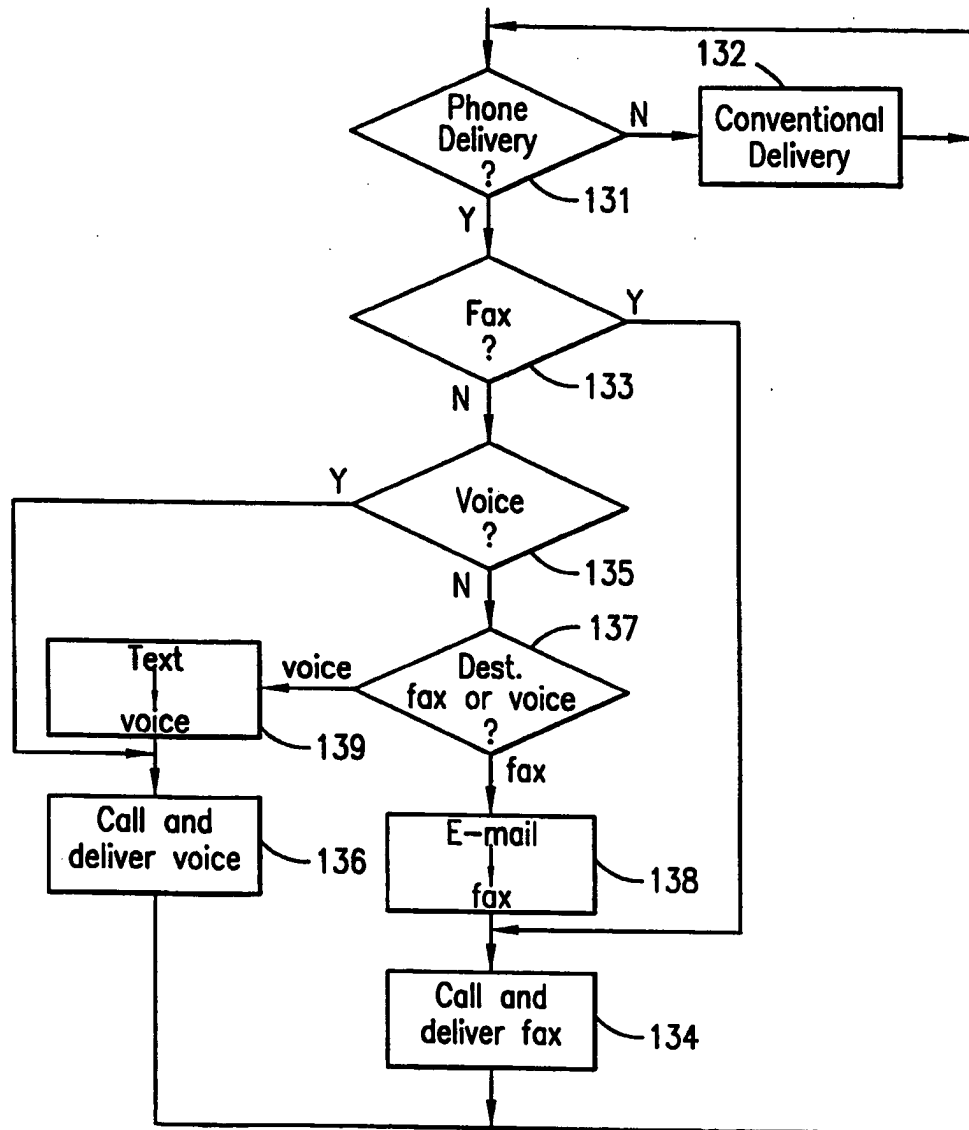 132
Phone
Delivery
?
N
Conventional
Delivery
131
Y
Fax
?
Y
133
N
Y
Voice
?
135
N
137
Text
voice
voice
Dest.
fax or voice
?
139
fax
Call and
deliver voice
136
E-mail
fax
138
Call and
deliver fax
134